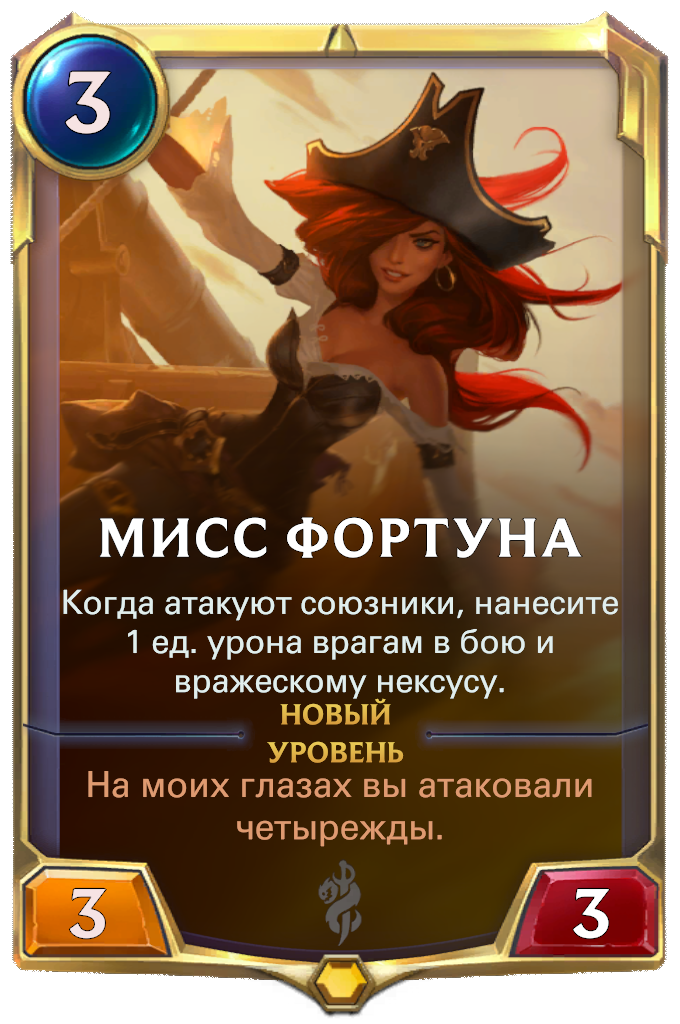 3
МИСС ФОРТУНА
Когда атакуют союзники, нанесите
1 ед. урона врагам в бою и
вражескому нексусу.
НОВЫЙ
УРОВЕНЬ
На моих глазах вы атаковали
четырежды.
3
3